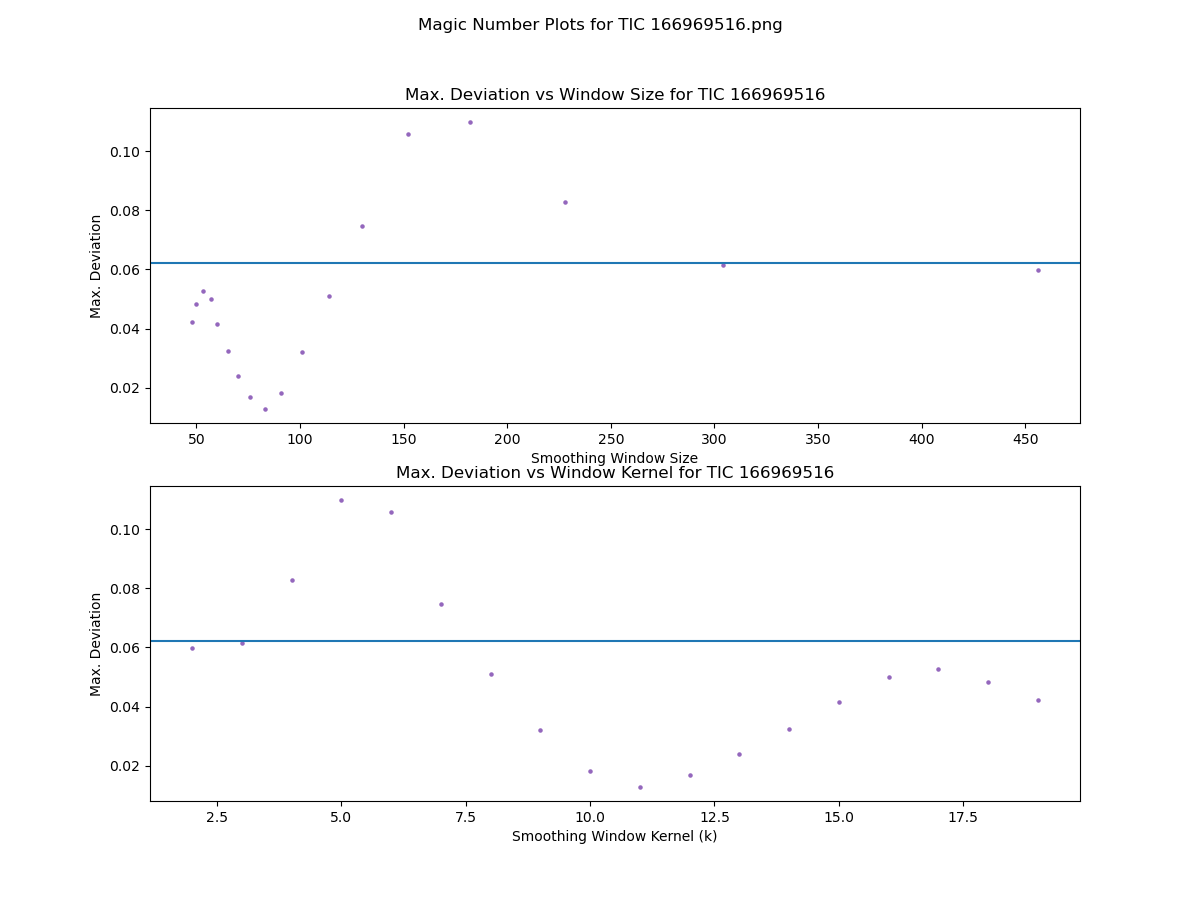 Magic Number Plots for TIC 166969516.png
Max. Deviation vs Window Size for TIC 166969516
0.10
0.08
0.06
0.04
0.02
Max. Deviation
50 100 150 200 250 300 350 400 450
Smoothing Window Size
Max. Deviation vs Window Kernel for TIC 166969516
0.10
0.08
0.06
0.04
0.02
Max. Deviation
2.5 5.0 7.5 10.0 12.5 15.0 17.5
Smoothing Window Kernel (k)